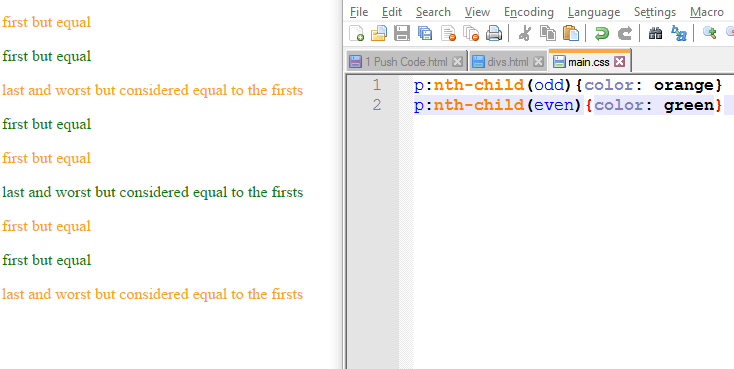 first but equal
first but equal
last and worst but considered equal to the firsts
first but equal
first but equal
last and worst but considered equal to the firsts
first but equal
first but equal
last and worst but considered equal to the firsts
File Edit Search View Encoding Language Settings Macro
1 Push Code.html divs.html main.css
1 p:nth-child(odd){color: orange}
2 p:nth-child(even){color: green}